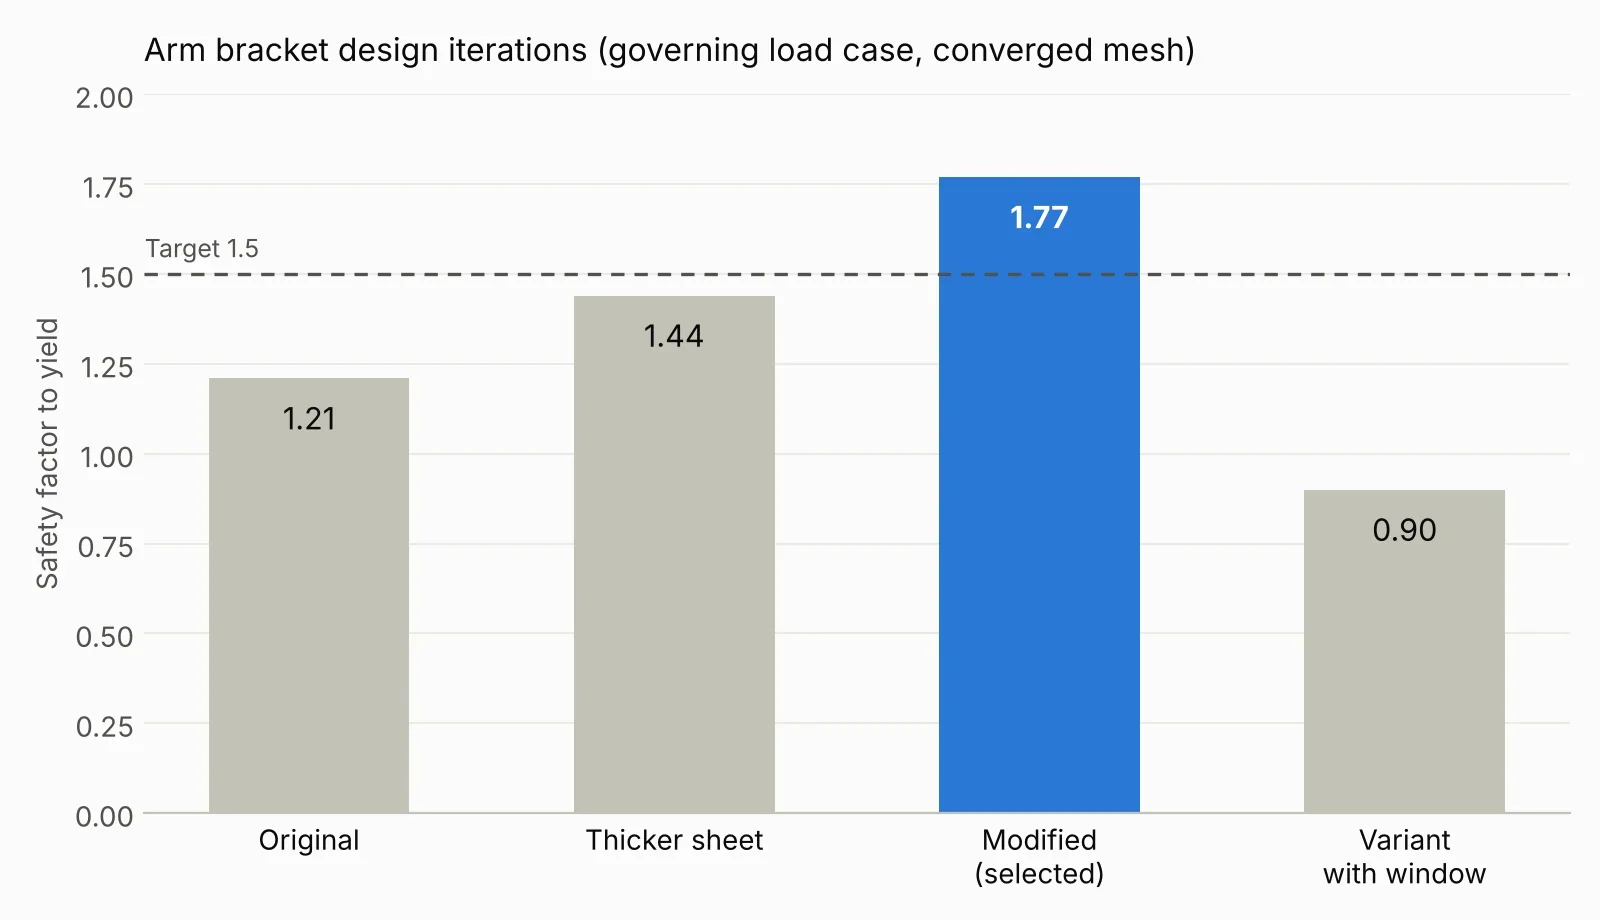 Arm bracket design iterations (governing load case, converged mesh)
Safety factor to yield
2.00
1.75
1.50
1.25
1.00
0.75
0.50
0.25
0.00
Target 1.5
1.21
1.44
1.77
0.90
Original
Thicker sheet
Modified
(selected)
Variant
with window